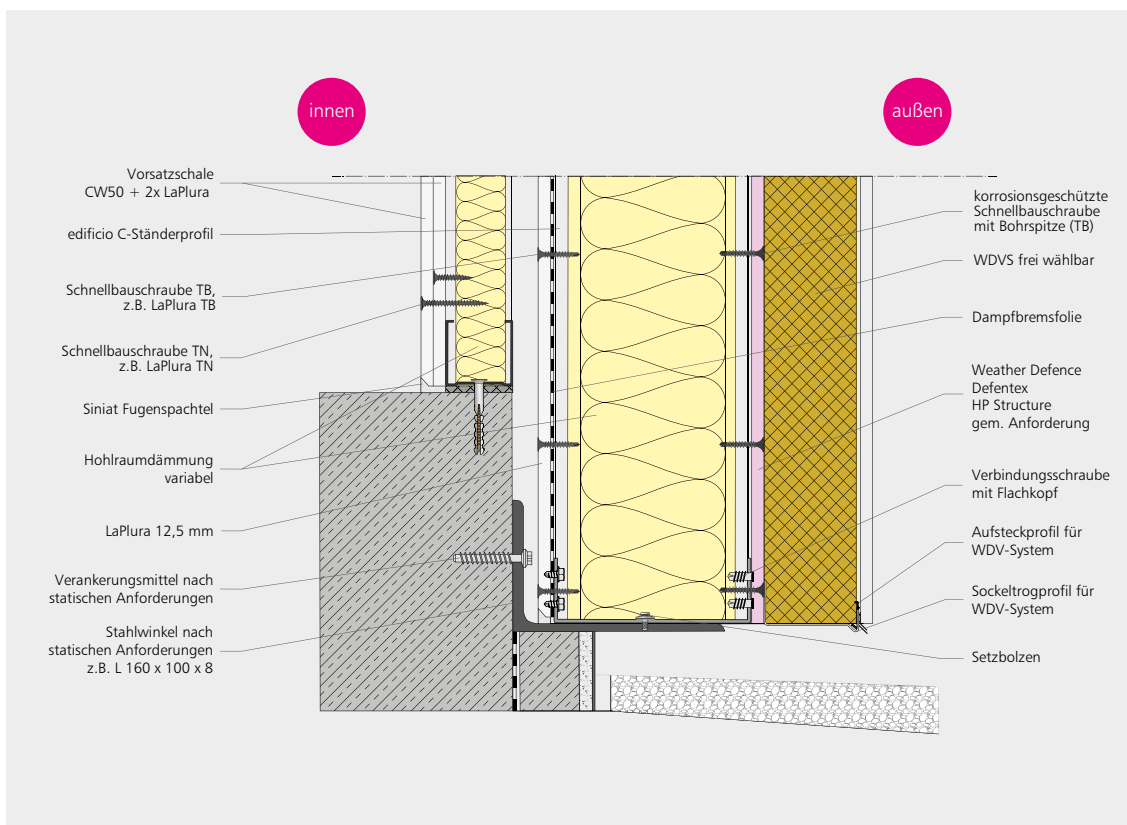 innen
außen
Vorsatzschale
CW50 + 2x LaPlura
edificio C-Ständerprofil
Schnellbauschraube TB,
z.B. LaPlura TB
Schnellbauschraube TN,
z.B. LaPlura TN
Siniat Fugenspachtel
Hohlraumdämmung
variabel
LaPlura 12,5 mm
Verankerungsmittel nach
statischen Anforderungen
Stahlwinkel nach
statischen Anforderungen
z.B. L 160 x 100 x 8
korrosionsgeschützte
Schnellbauschraube
mit Bohrspitze (TB)
WDVS frei wählbar
Dampfbremsfolie
Weather Defence
Defentex
HP Structure
gem. Anforderung
Verbindungsschraube
mit Flachkopf
Aufsteckprofil für
WDV-System
Sockeltrogprofil für
WDV-System
Setzbolzen